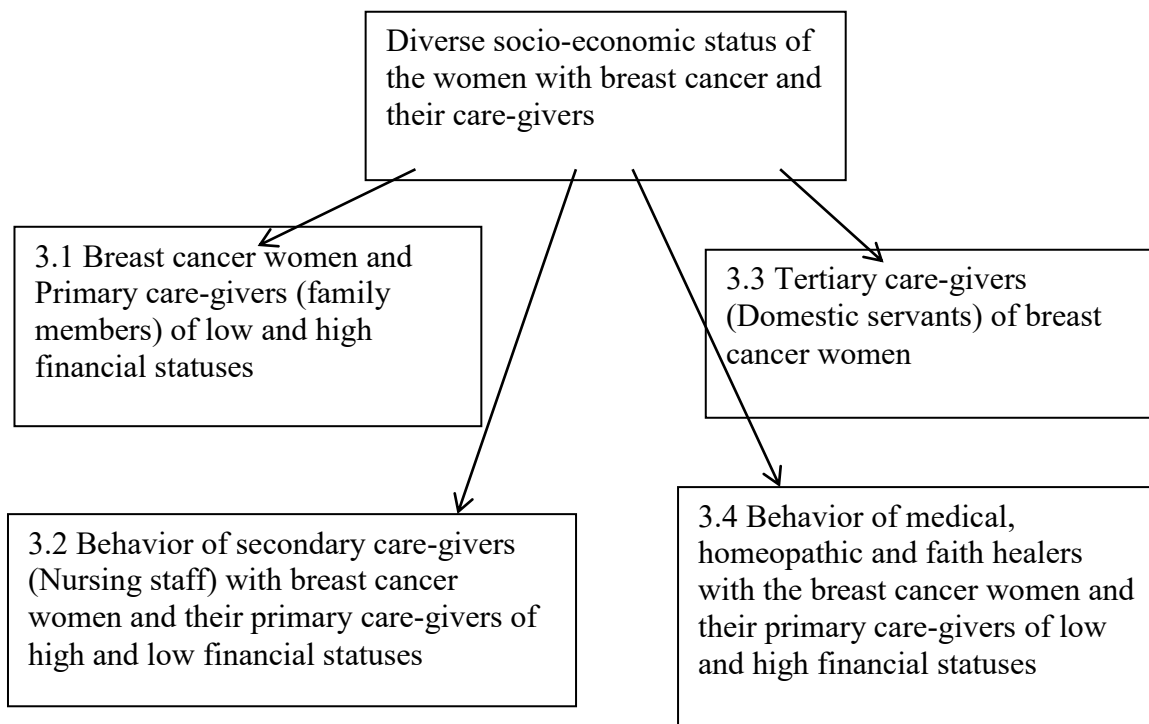 Diverse socio-economic status of
the women with breast cancer and
their care-givers
3.1 Breast cancer women and
Primary care-givers (family
members) of low and high
financial statuses
3.3 Tertiary care-givers
(Domestic servants) of breast
cancer women
3.2 Behavior of secondary care-givers
(Nursing staff) with breast cancer
women and their primary care-givers of
high and low financial statuses
3.4 Behavior of medical,
homeopathic and faith healers
with the breast cancer women and
their primary care-givers of low
and high financial statuses